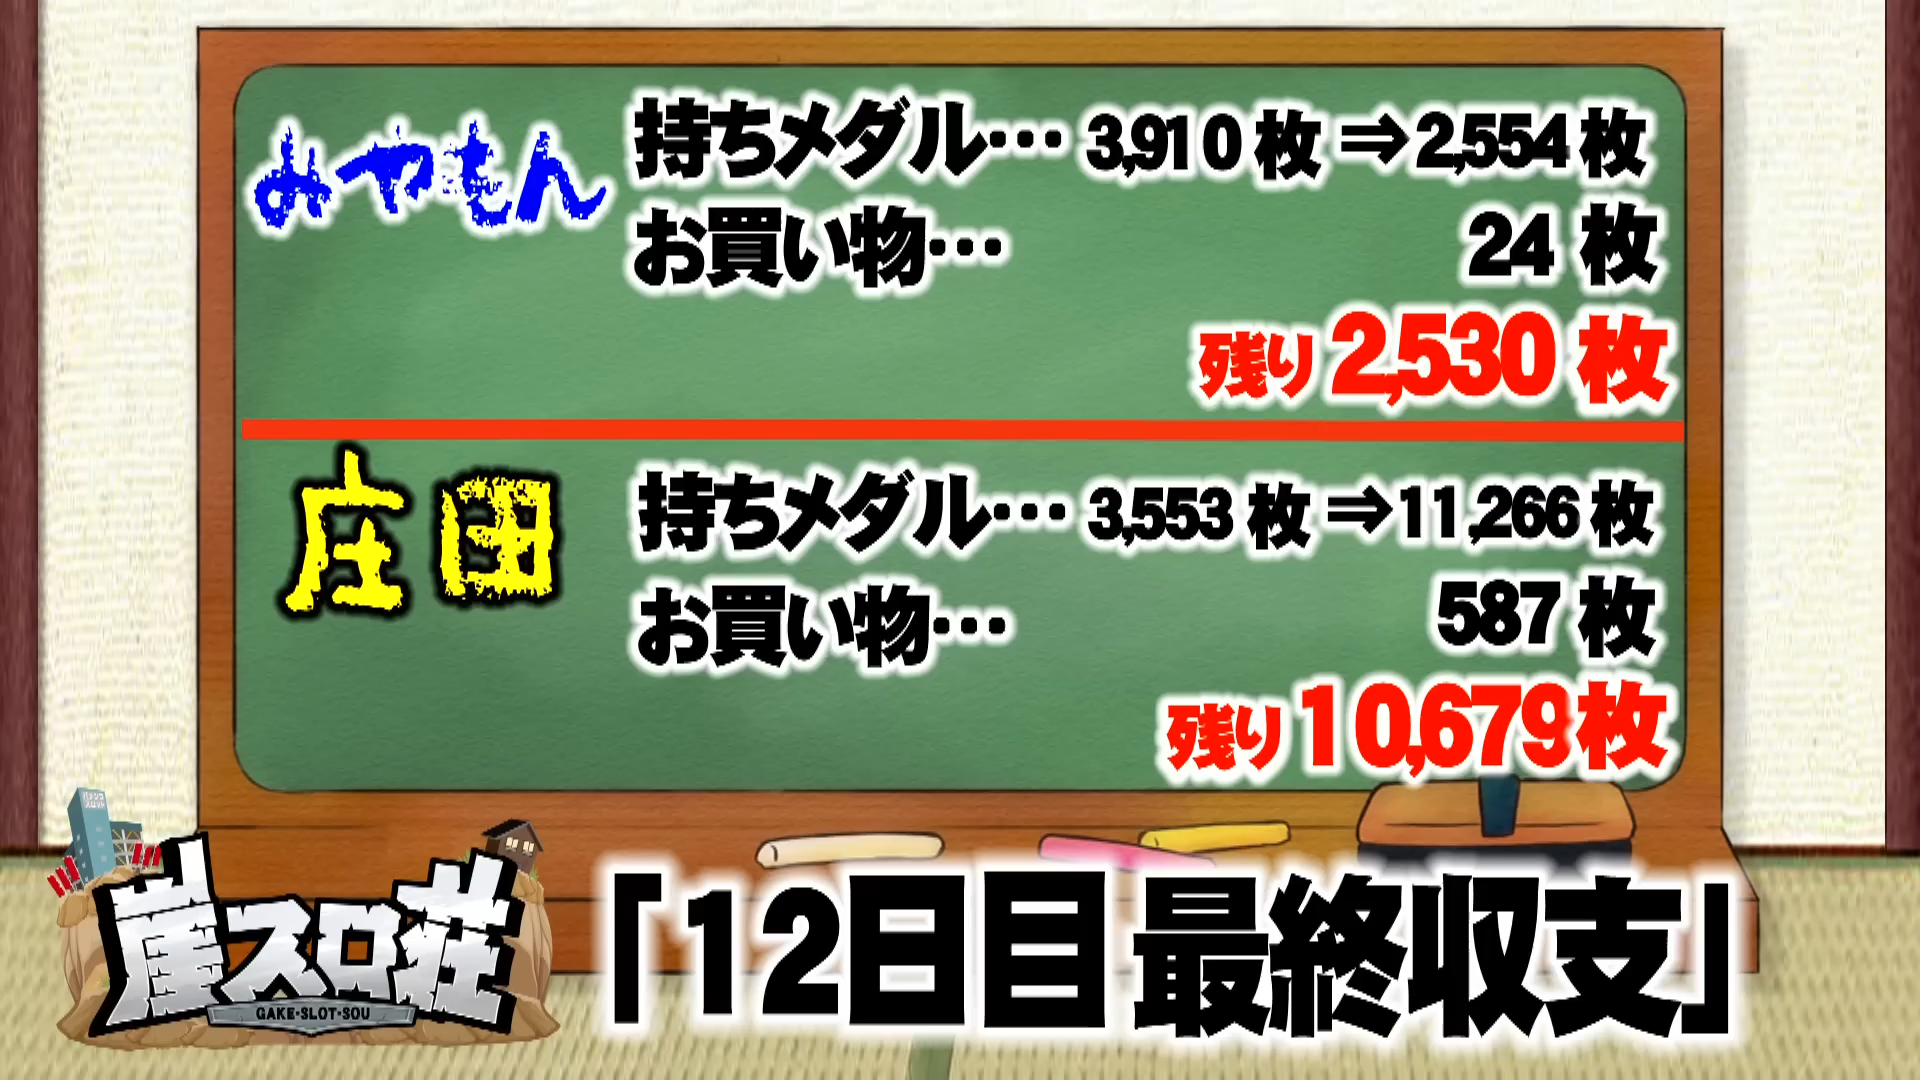 みやもん
持ちメダル… 3,910枚⇒2,554枚
お買い物… 24枚
残り2,530枚
庄田
持ちメダル… 3,553枚⇒11,266枚
お買い物… 587枚
残り10,679枚
崖スロ荘
GAKE・SLOT・SOU
「12日目 最終収支」